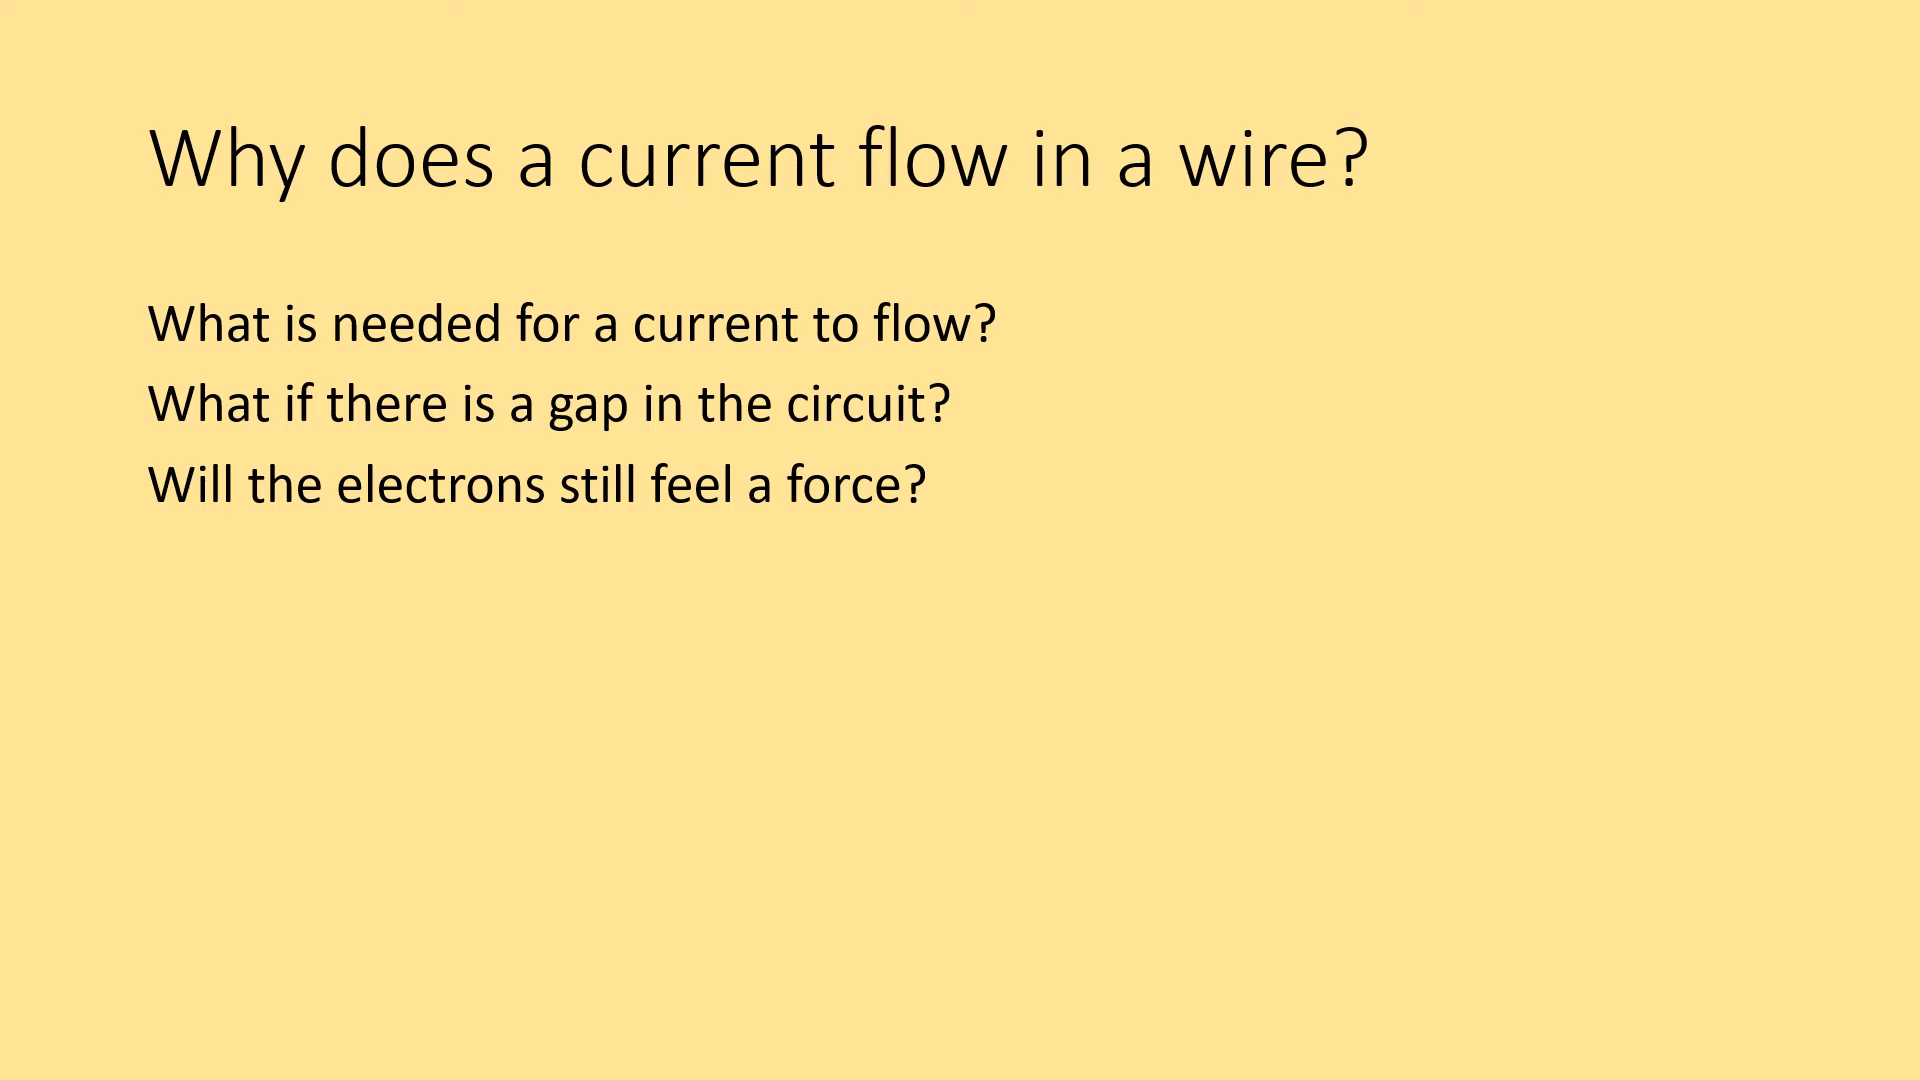 Why does a current flow in a wire?
What is needed for a current to flow?
What if there is a gap in the circuit?
Will the electrons still feel a force?